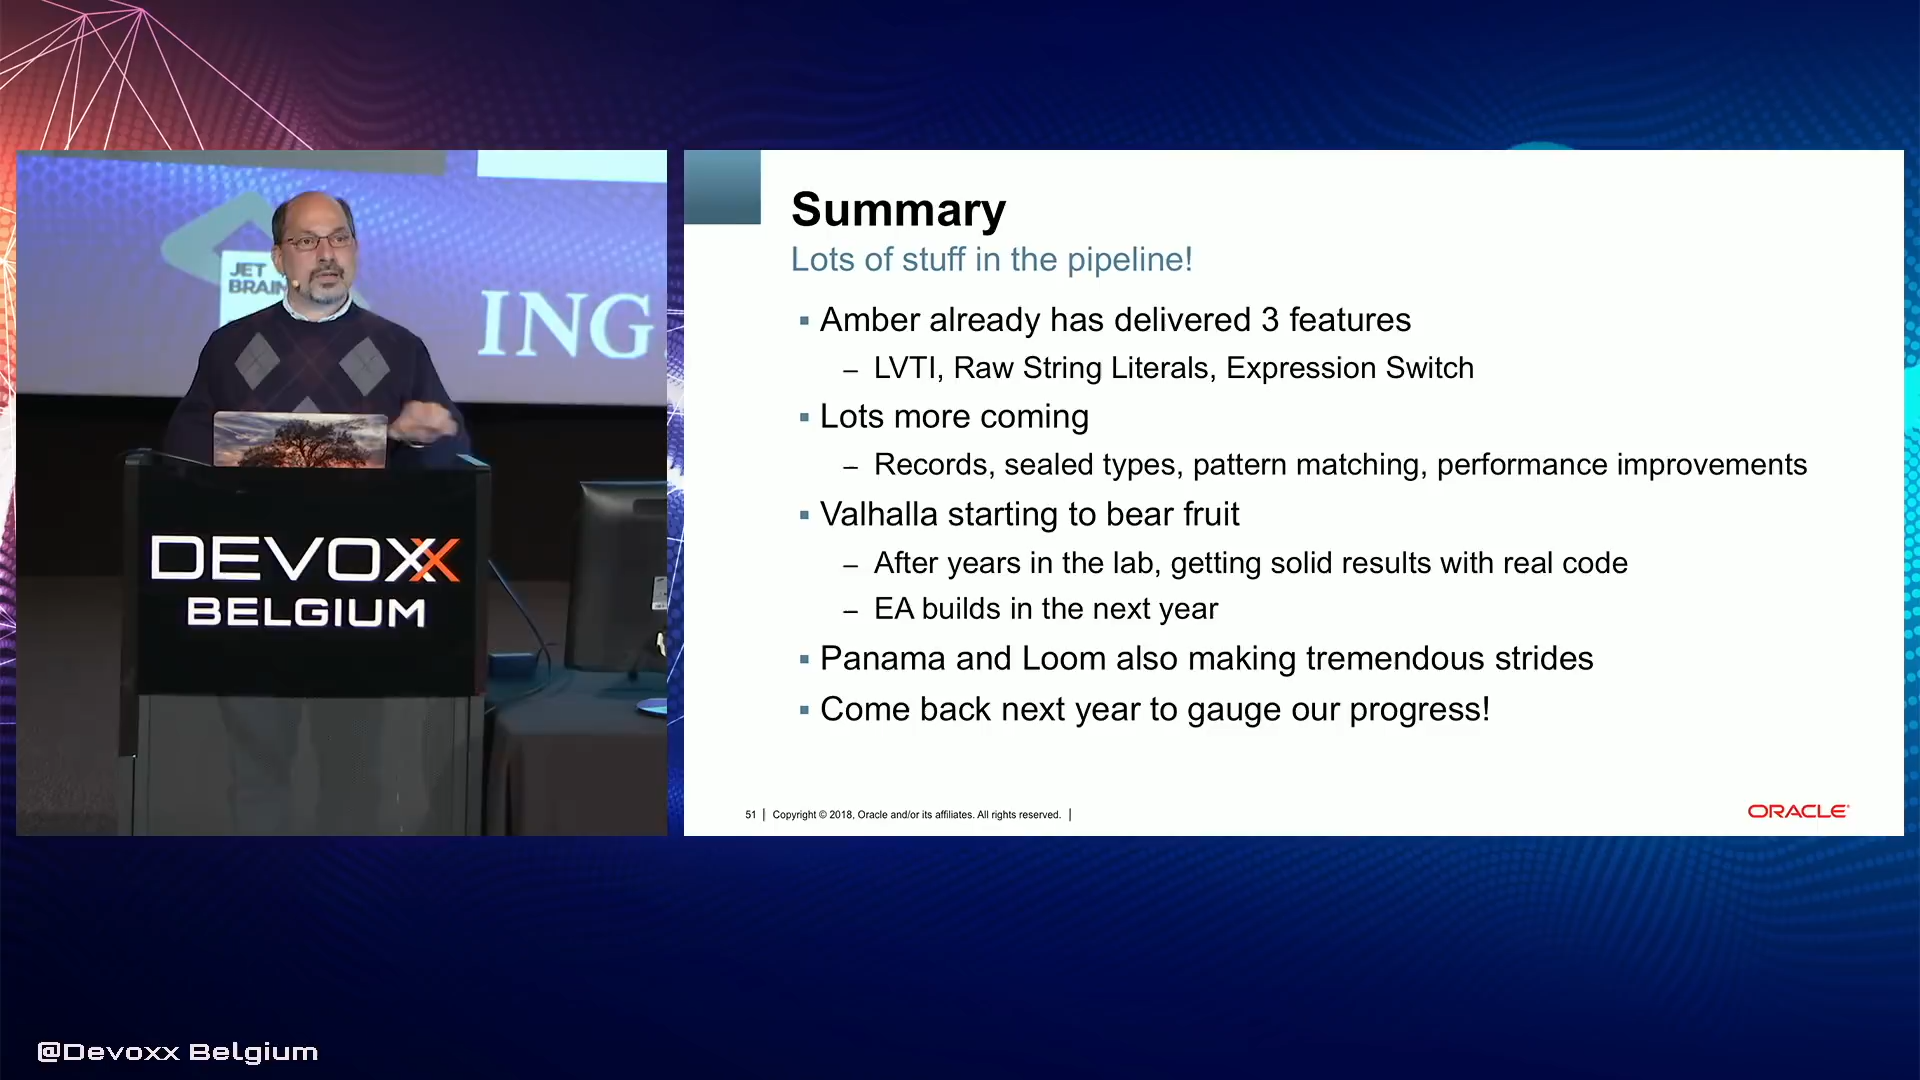 JET
BRAIN
ING
DEVOXX
BELGIUM
Summary
Lots of stuff in the pipeline!
▪ Amber already has delivered 3 features
– LVTI, Raw String Literals, Expression Switch
▪ Lots more coming
– Records, sealed types, pattern matching, performance improvements
▪ Valhalla starting to bear fruit
– After years in the lab, getting solid results with real code
– EA builds in the next year
▪ Panama and Loom also making tremendous strides
▪ Come back next year to gauge our progress!
51 | Copyright © 2018, Oracle and/or its affiliates. All rights reserved. |
ORACLE®
@Devoxx Belgium